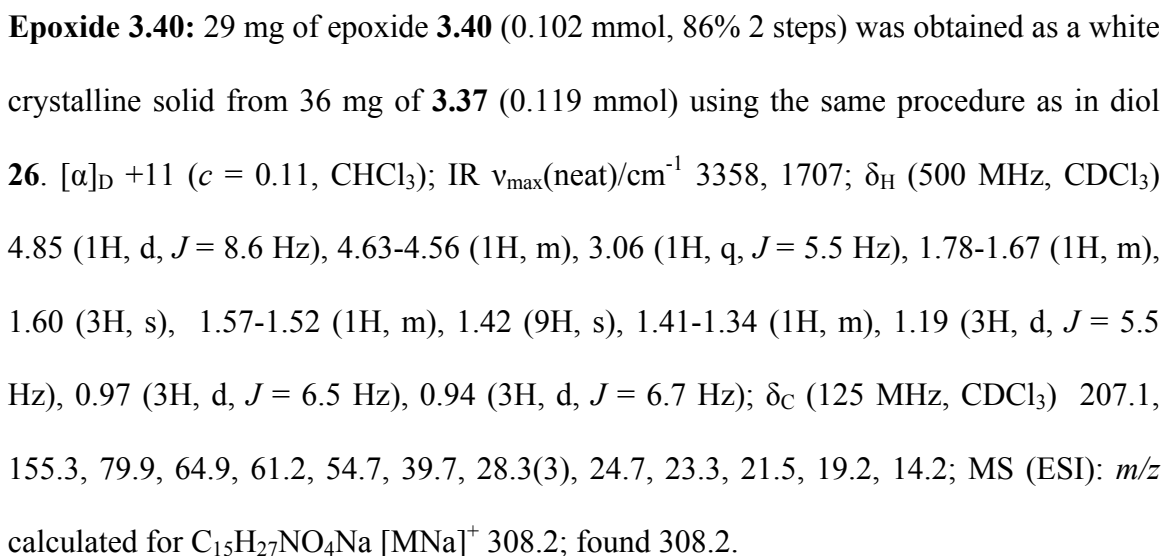 Epoxide 3.40: 29 mg of epoxide 3.40 (0.102 mmol, 86% 2 steps) was obtained as a white
crystalline solid from 36 mg of 3.37 (0.119 mmol) using the same procedure as in diol
26. [α]D +11 (c = 0.11, CHCl₃); IR νmax(neat)/cm⁻¹ 3358, 1707; δH (500 MHz, CDCl₃)
4.85 (1H, d, J = 8.6 Hz), 4.63-4.56 (1H, m), 3.06 (1H, q, J = 5.5 Hz), 1.78-1.67 (1H, m),
1.60 (3H, s), 1.57-1.52 (1H, m), 1.42 (9H, s), 1.41-1.34 (1H, m), 1.19 (3H, d, J = 5.5
Hz), 0.97 (3H, d, J = 6.5 Hz), 0.94 (3H, d, J = 6.7 Hz); δC (125 MHz, CDCl₃) 207.1,
155.3, 79.9, 64.9, 61.2, 54.7, 39.7, 28.3(3), 24.7, 23.3, 21.5, 19.2, 14.2; MS (ESI): m/z
calculated for C₁₅H₂₇NO₄Na [MNa]⁺ 308.2; found 308.2.